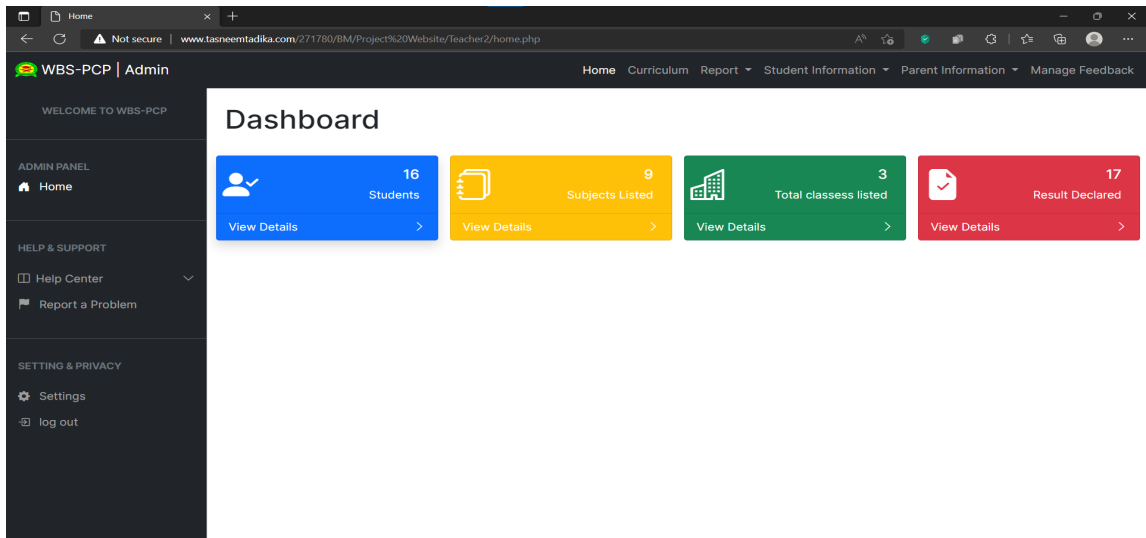 Home
Not secure | www.tasneemtadika.com/271780/BM/Project%20Website/Teacher2/home.php
WBS-PCP | Admin
Home Curriculum Report Student Information Parent Information Manage Feedback
WELCOME TO WBS-PCP
ADMIN PANEL
Home
HELP & SUPPORT
Help Center
Report a Problem
SETTING & PRIVACY
Settings
log out
Dashboard
16
Students
View Details
9
Subjects Listed
View Details
3
Total classess listed
View Details
17
Result Declared
View Details